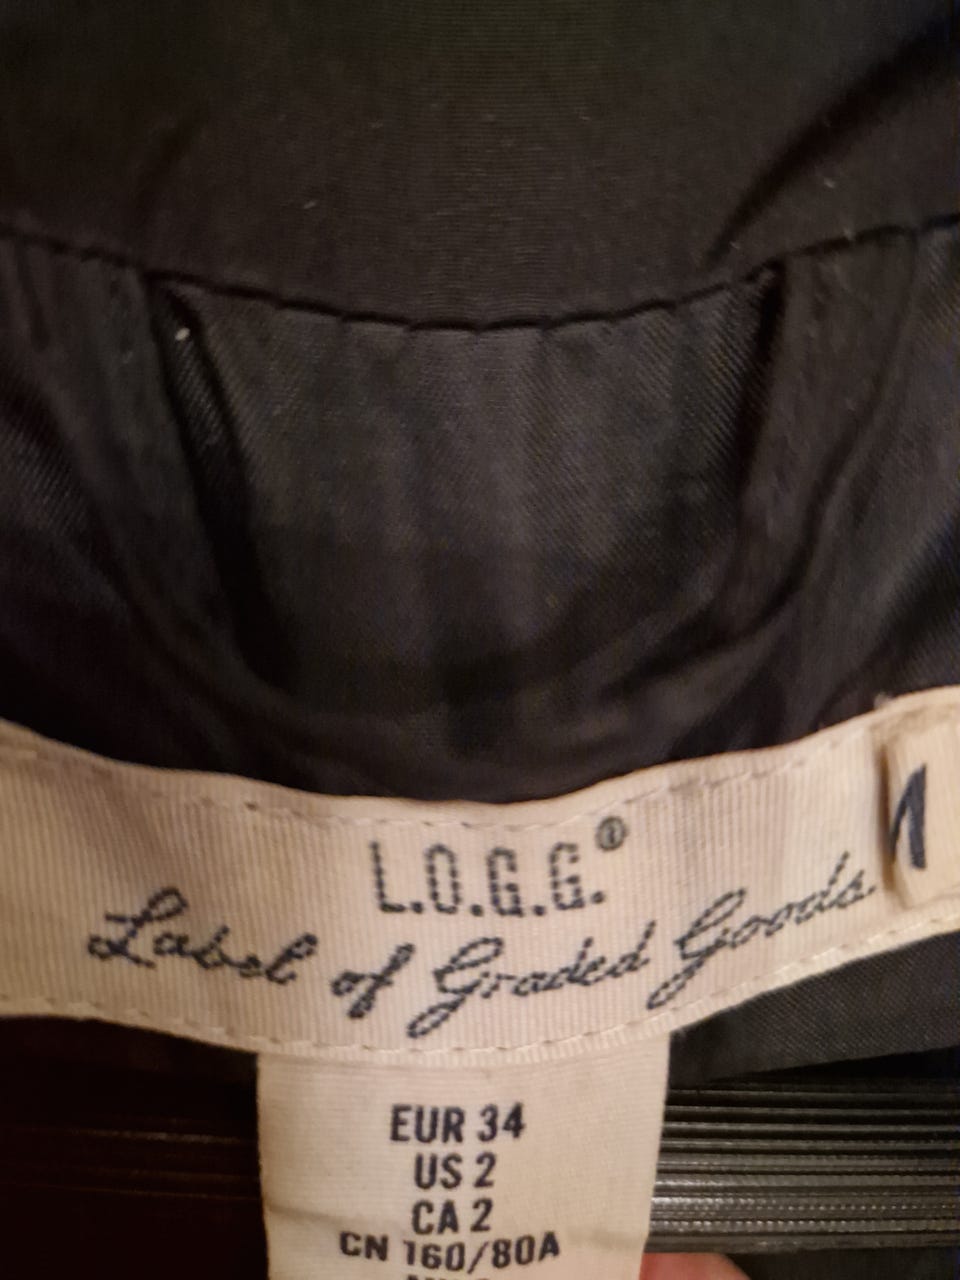 L.O.G.G.®
Label of Graded Goods.
EUR 34
US 2
CA 2
CN 160/80A